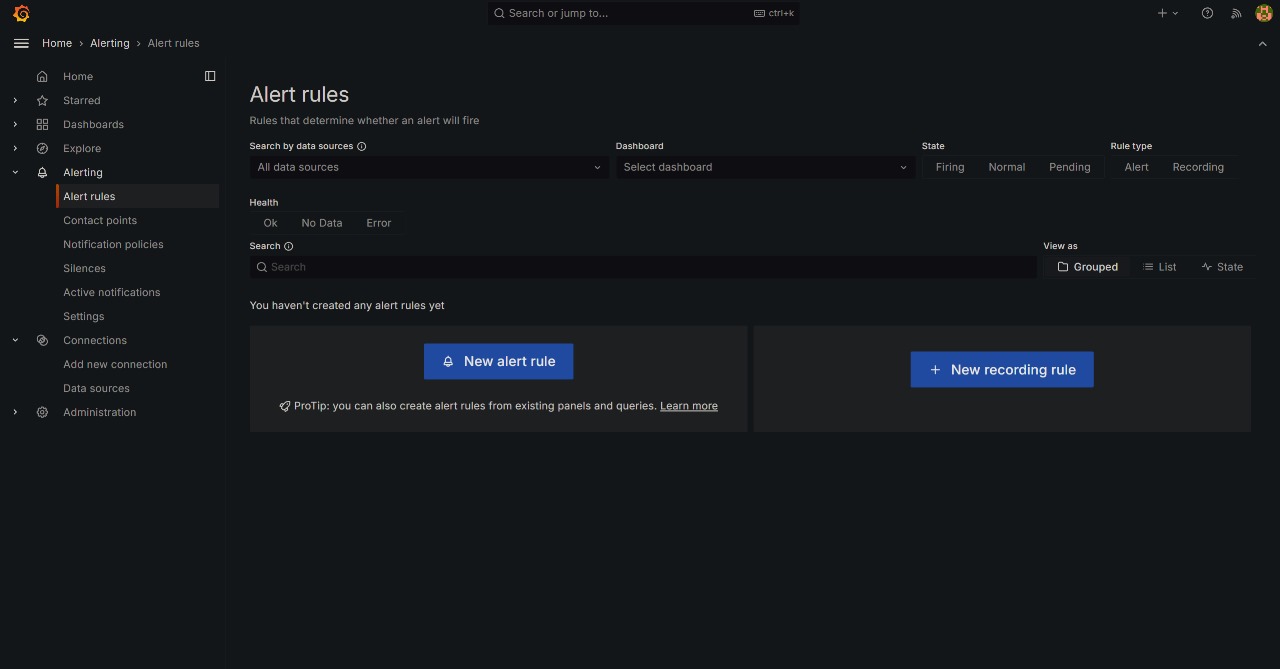 Search or jump to... ctrl+k
Home › Alerting › Alert rules
Home
Starred
Dashboards
Explore
Alerting
Alert rules
Contact points
Notification policies
Silences
Active notifications
Settings
Connections
Add new connection
Data sources
Administration
Alert rules
Rules that determine whether an alert will fire
Search by data sources Dashboard State Rule type
All data sources Select dashboard Firing Normal Pending Alert Recording
Health
Ok No Data Error
Search View as
Search Grouped List State
You haven't created any alert rules yet
New alert rule
ProTip: you can also create alert rules from existing panels and queries. Learn more
+ New recording rule